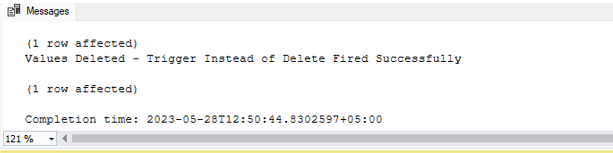 Messages
(1 row affected)
Values Deleted - Trigger Instead of Delete Fired Successfully
(1 row affected)
Completion time: 2023-05-28T12:50:44.8302597+05:00
121 %